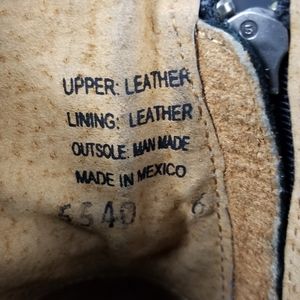 UPPER: LEATHER
LINING: LEATHER
OUTSOLE: MAN MADE
MADE IN MEXICO
5540 6